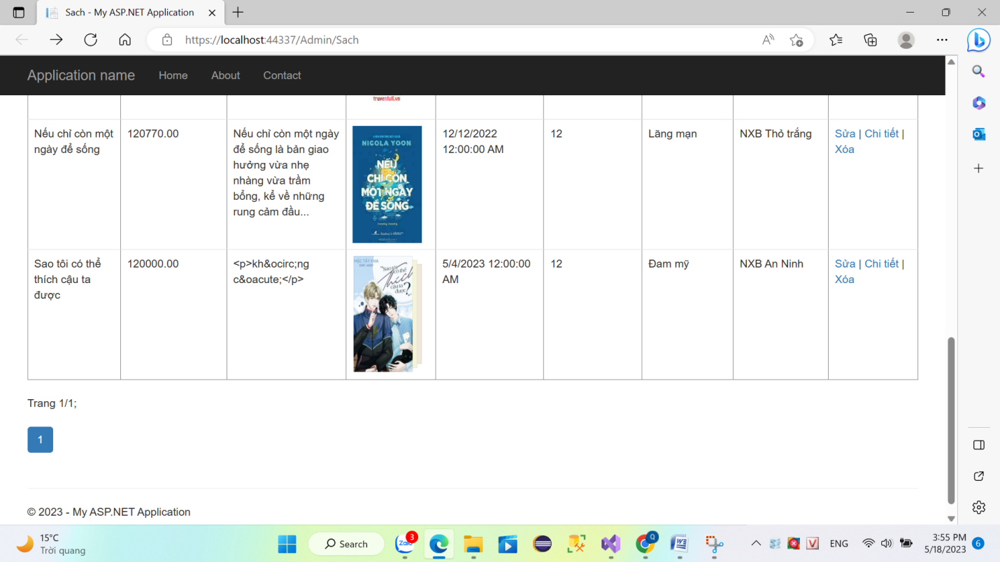 Sach - My ASP.NET Application
https://localhost:44337/Admin/Sach
Application name Home About Contact
truyenfull.vn
Nếu chỉ còn một ngày để sống
120770.00
Nếu chỉ còn một ngày để sống là bản giao hưởng vừa nhẹ nhàng vừa trầm bổng, kể về những rung cảm đầu...
NICOLA YOON
NẾU
CHỈ CÒN
MỘT NGÀY
ĐỂ SỐNG
12/12/2022 12:00:00 AM
12
Lãng mạn
NXB Thỏ trắng
Sửa | Chi tiết |
Xóa
Sao tôi có thể thích cậu ta được
120000.00
<p>kh&ocirc;ng c&oacute;</p>
Sao tôi có thể
Thích
cậu ta
được?
5/4/2023 12:00:00 AM
12
Đam mỹ
NXB An Ninh
Sửa | Chi tiết |
Xóa
Trang 1/1;
1
© 2023 - My ASP.NET Application
15°C
Trời quang
Search
Zalo
3
Q
ENG
3:55 PM
5/18/2023
6